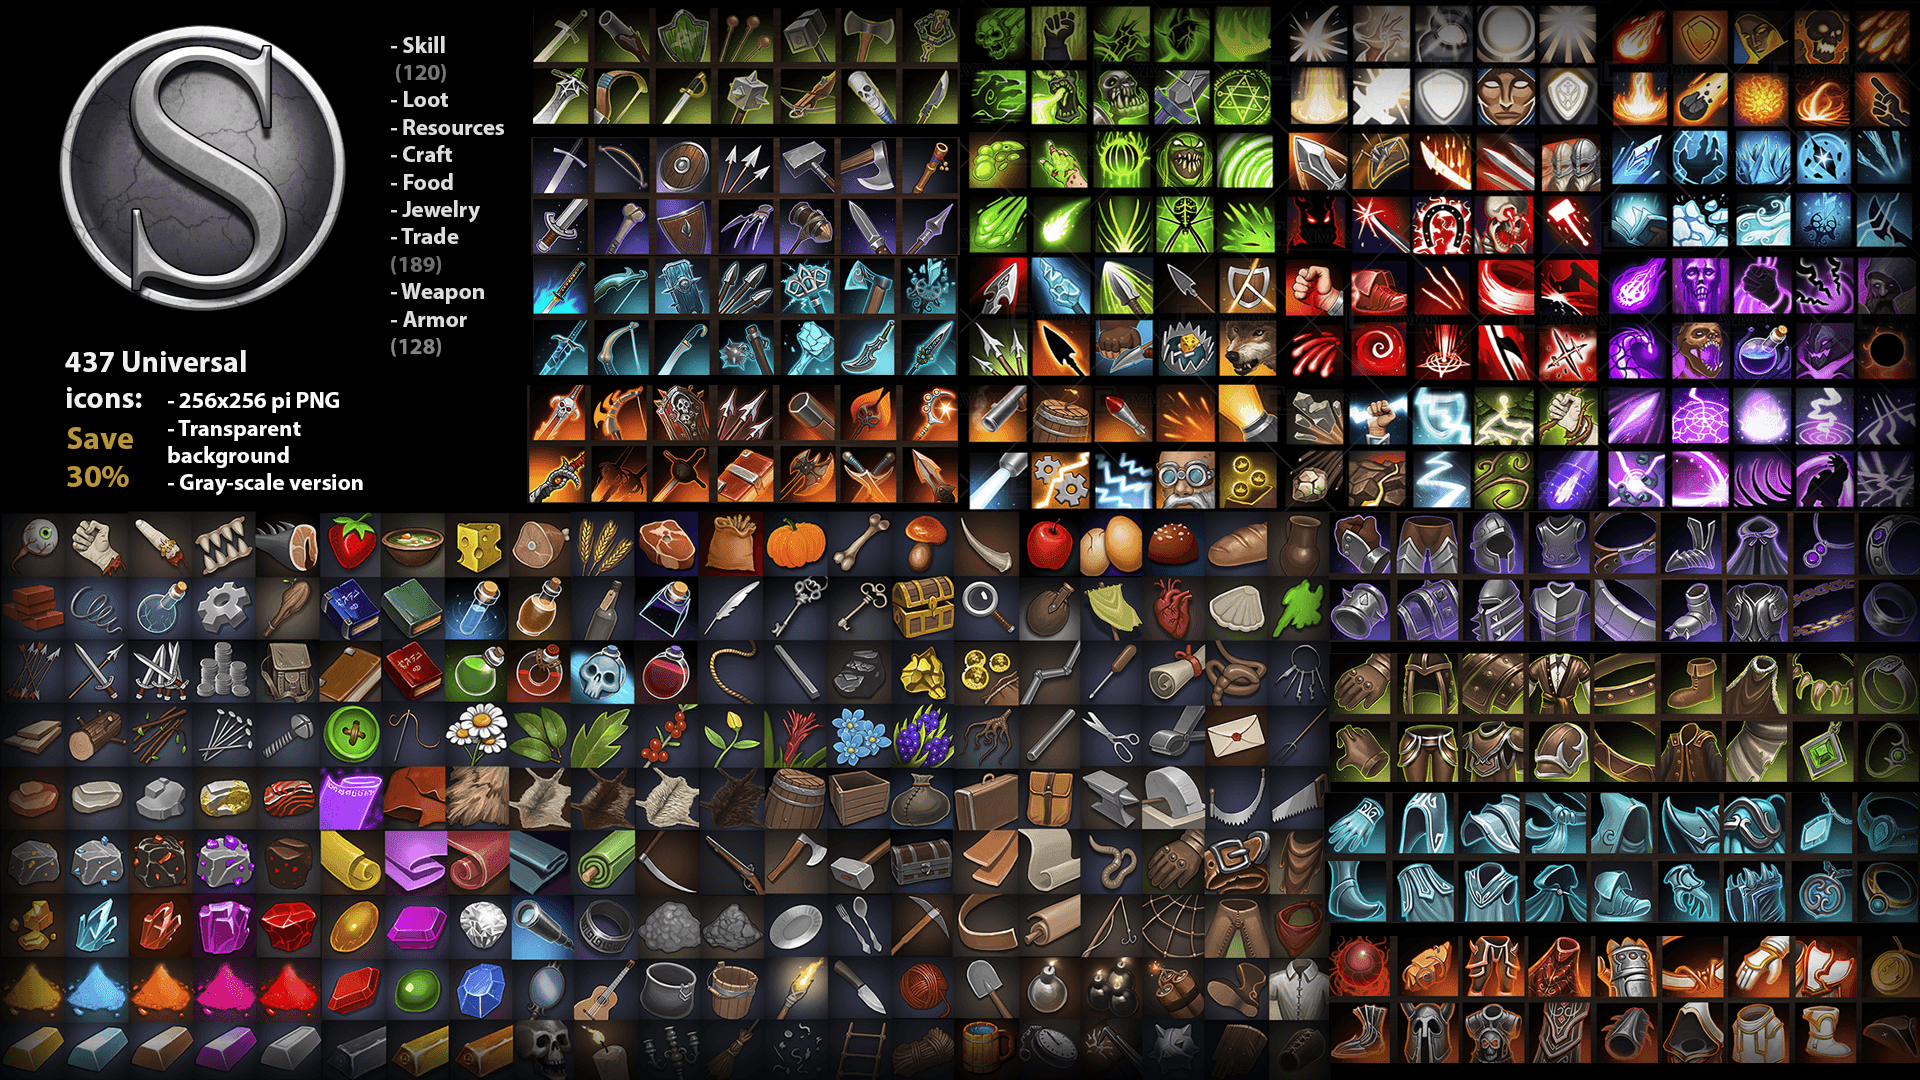 S
- Skill
(120)
- Loot
- Resources
- Craft
- Food
- Jewelry
- Trade
(189)
- Weapon
- Armor
(128)
437 Universal
icons:
- 256x256 pi PNG
- Transparent
background
- Gray-scale version
Save
30%